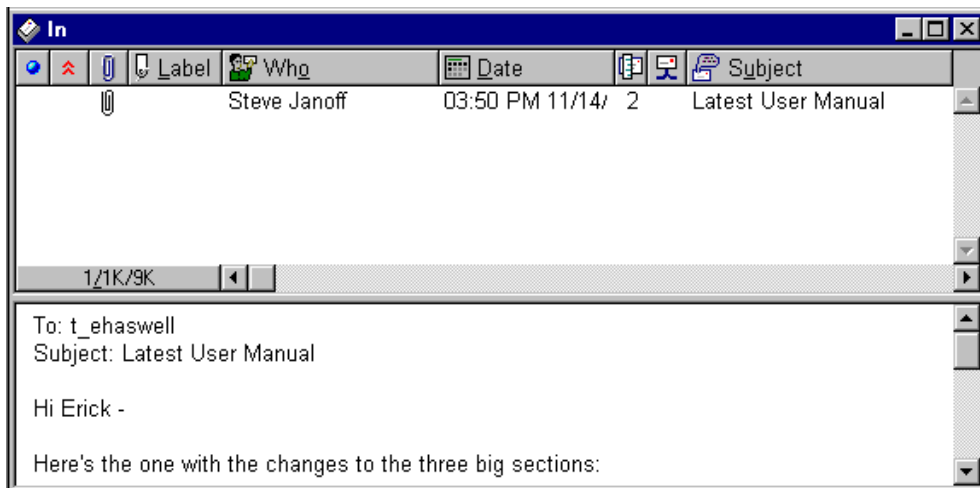 In
Label Who Date Subject
Steve Janoff 03:50 PM 11/14/ 2 Latest User Manual
1/1K/9K
To: t_ehaswell
Subject: Latest User Manual
Hi Erick -
Here's the one with the changes to the three big sections: